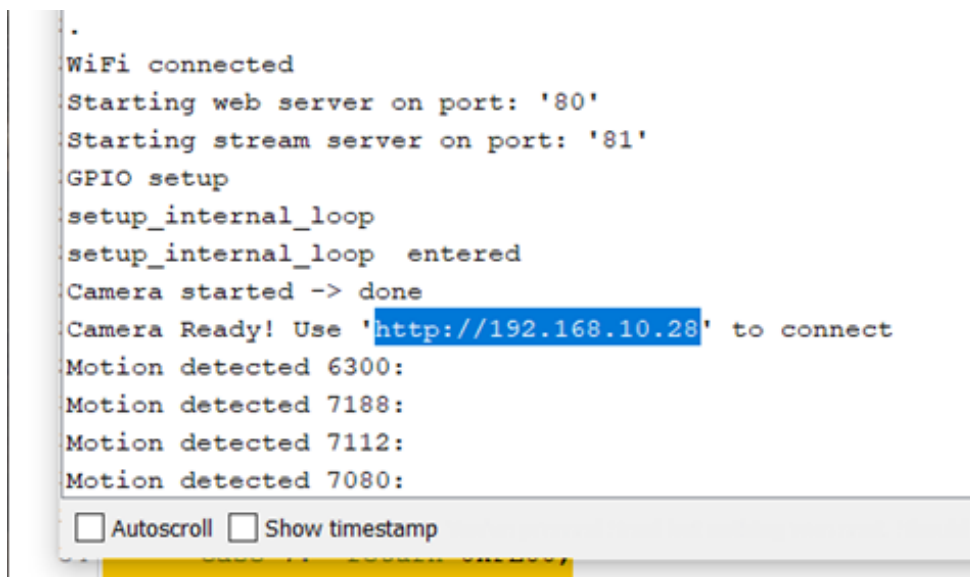 .
WiFi connected
Starting web server on port: '80'
Starting stream server on port: '81'
GPIO setup
setup_internal_loop
setup_internal_loop  entered
Camera started -> done
Camera Ready! Use 'http://192.168.10.28' to connect
Motion detected 6300:
Motion detected 7188:
Motion detected 7112:
Motion detected 7080:
Autoscroll Show timestamp